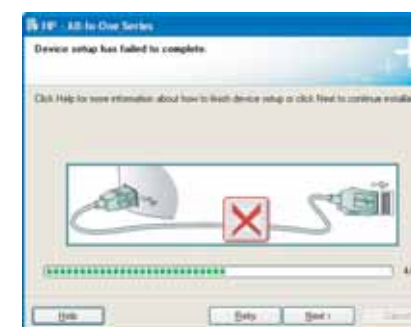 HP - All-in-One Series
Device setup has failed to complete.
Click Help for more information about how to finish device setup or click Next to continue
Help
Retry
Next >
Cancel